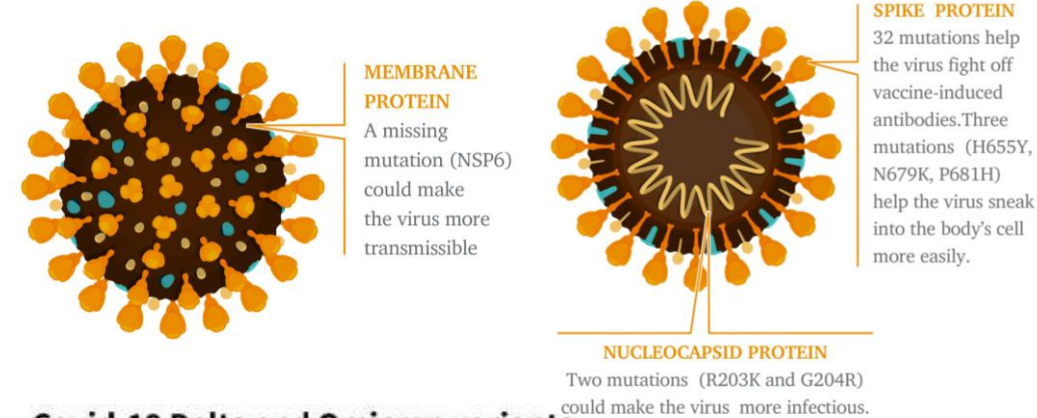 MEMBRANE
PROTEIN
A missing
mutation (NSP6)
could make
the virus more
transmissible
SPIKE PROTEIN
32 mutations help
the virus fight off
vaccine-induced
antibodies.Three
mutations (H655Y,
N679K, P681H)
help the virus sneak
into the body's cell
more easily.
NUCLEOCAPSID PROTEIN
Two mutations (R203K and G204R)
could make the virus more infectious.